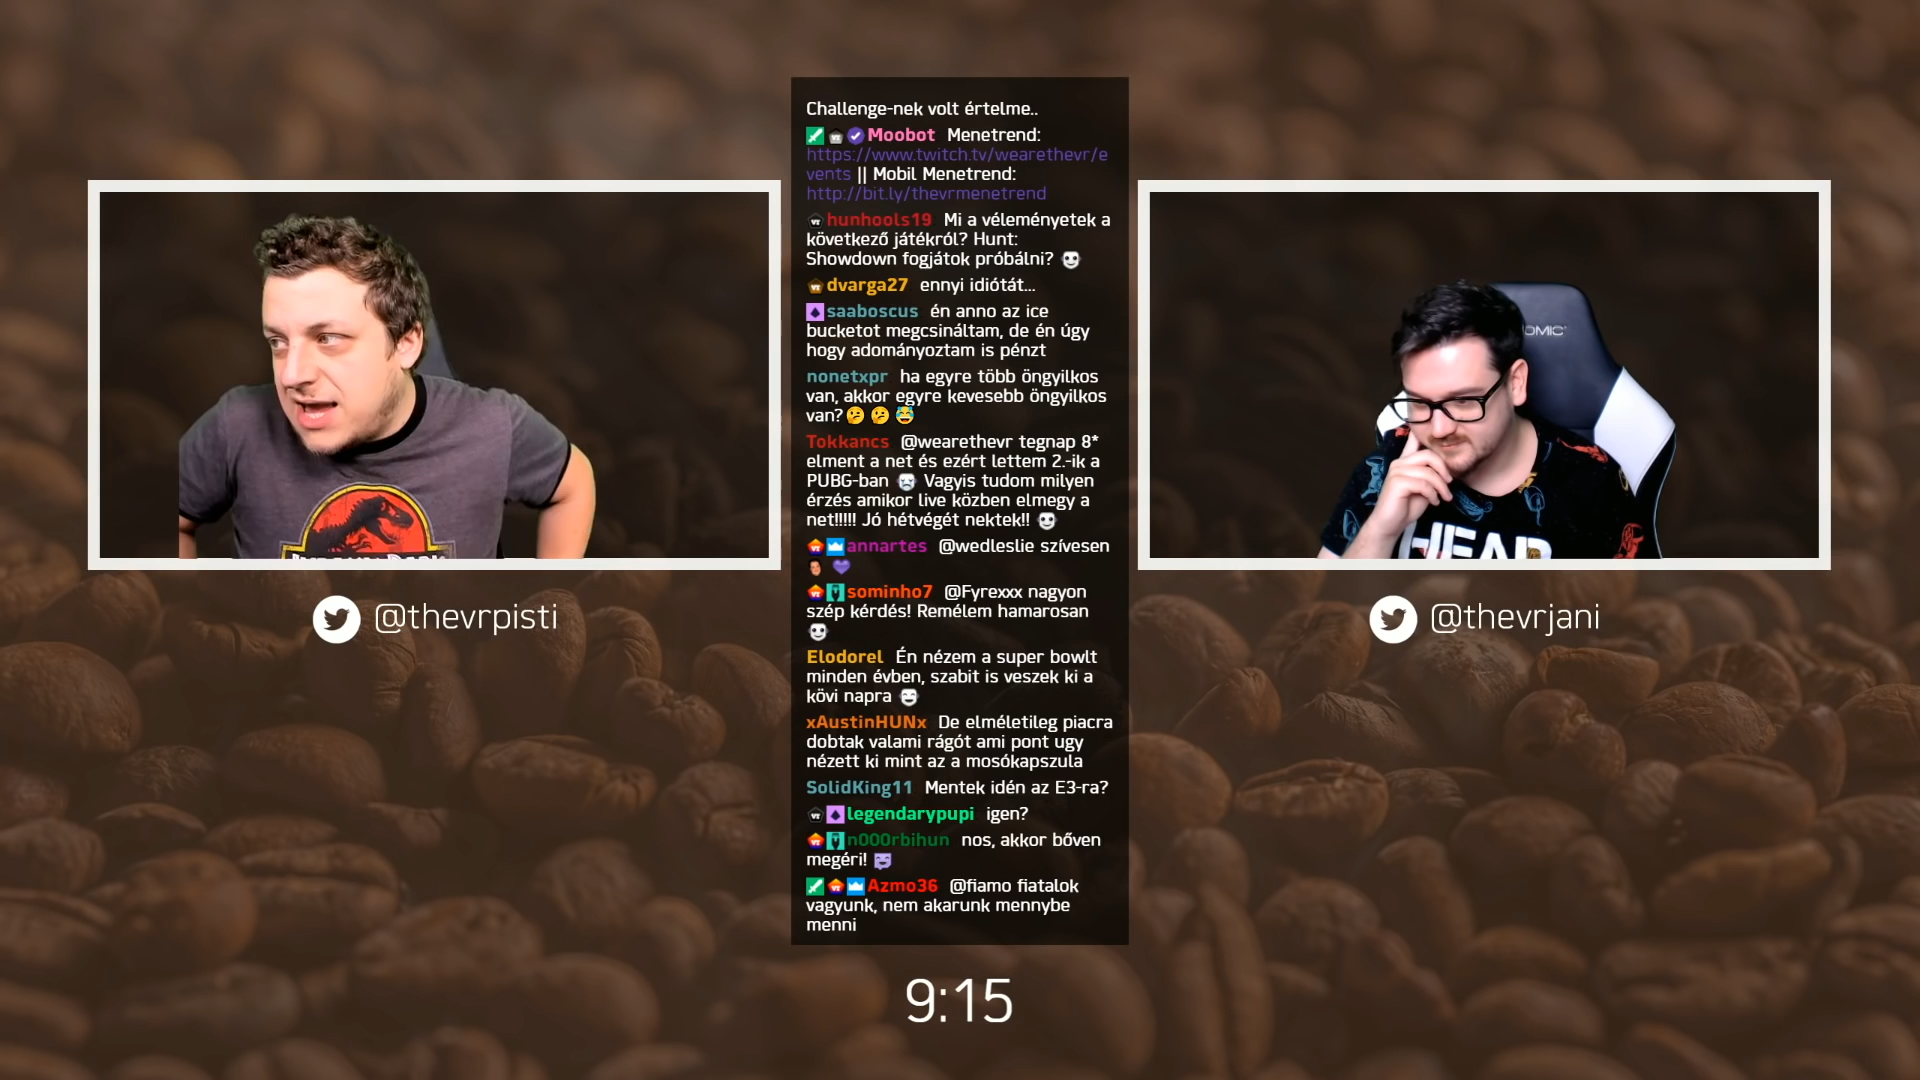 Challenge-nek volt értelme..
Moobot Menetrend:
https://www.twitch.tv/wearethevr/e
vents || Mobil Menetrend:
http://bit.ly/thevrmenetrend
hunhools19 Mi a véleményetek a
következő játékról? Hunt:
Showdown fogjátok próbálni?
dvarga27 ennyi idiótát...
saaboscus én anno az ice
bucketot megcsináltam, de én úgy
hogy adományoztam is pénzt
nonetxpr ha egyre több öngyilkos
van, akkor egyre kevesebb öngyilkos
van?
Tokkancs @wearethevr tegnap 8*
elment a net és ezért lettem 2.-ik a
PUBG-ban Vagyis tudom milyen
érzés amikor live közben elmegy a
net!!!!! Jó hétvégét nektek!!
annartes @wedleslie szívesen
sominho7 @Fyrexxx nagyon
szép kérdés! Remélem hamarosan
Elodorel Én nézem a super bowlt
minden évben, szabit is veszek ki a
kövi napra
xAustinHUNx De elméletileg piacra
dobtak valami rágót ami pont ugy
nézett ki mint az a mosókapszula
SolidKing11 Mentek idén az E3-ra?
legendarypupi igen?
n000rbihun nos, akkor bőven
megéri!
Azmo36 @fiamo fiatalok
vagyunk, nem akarunk mennybe
menni
@thevrpisti
OMIC
HEAD
@thevrjani
9:15